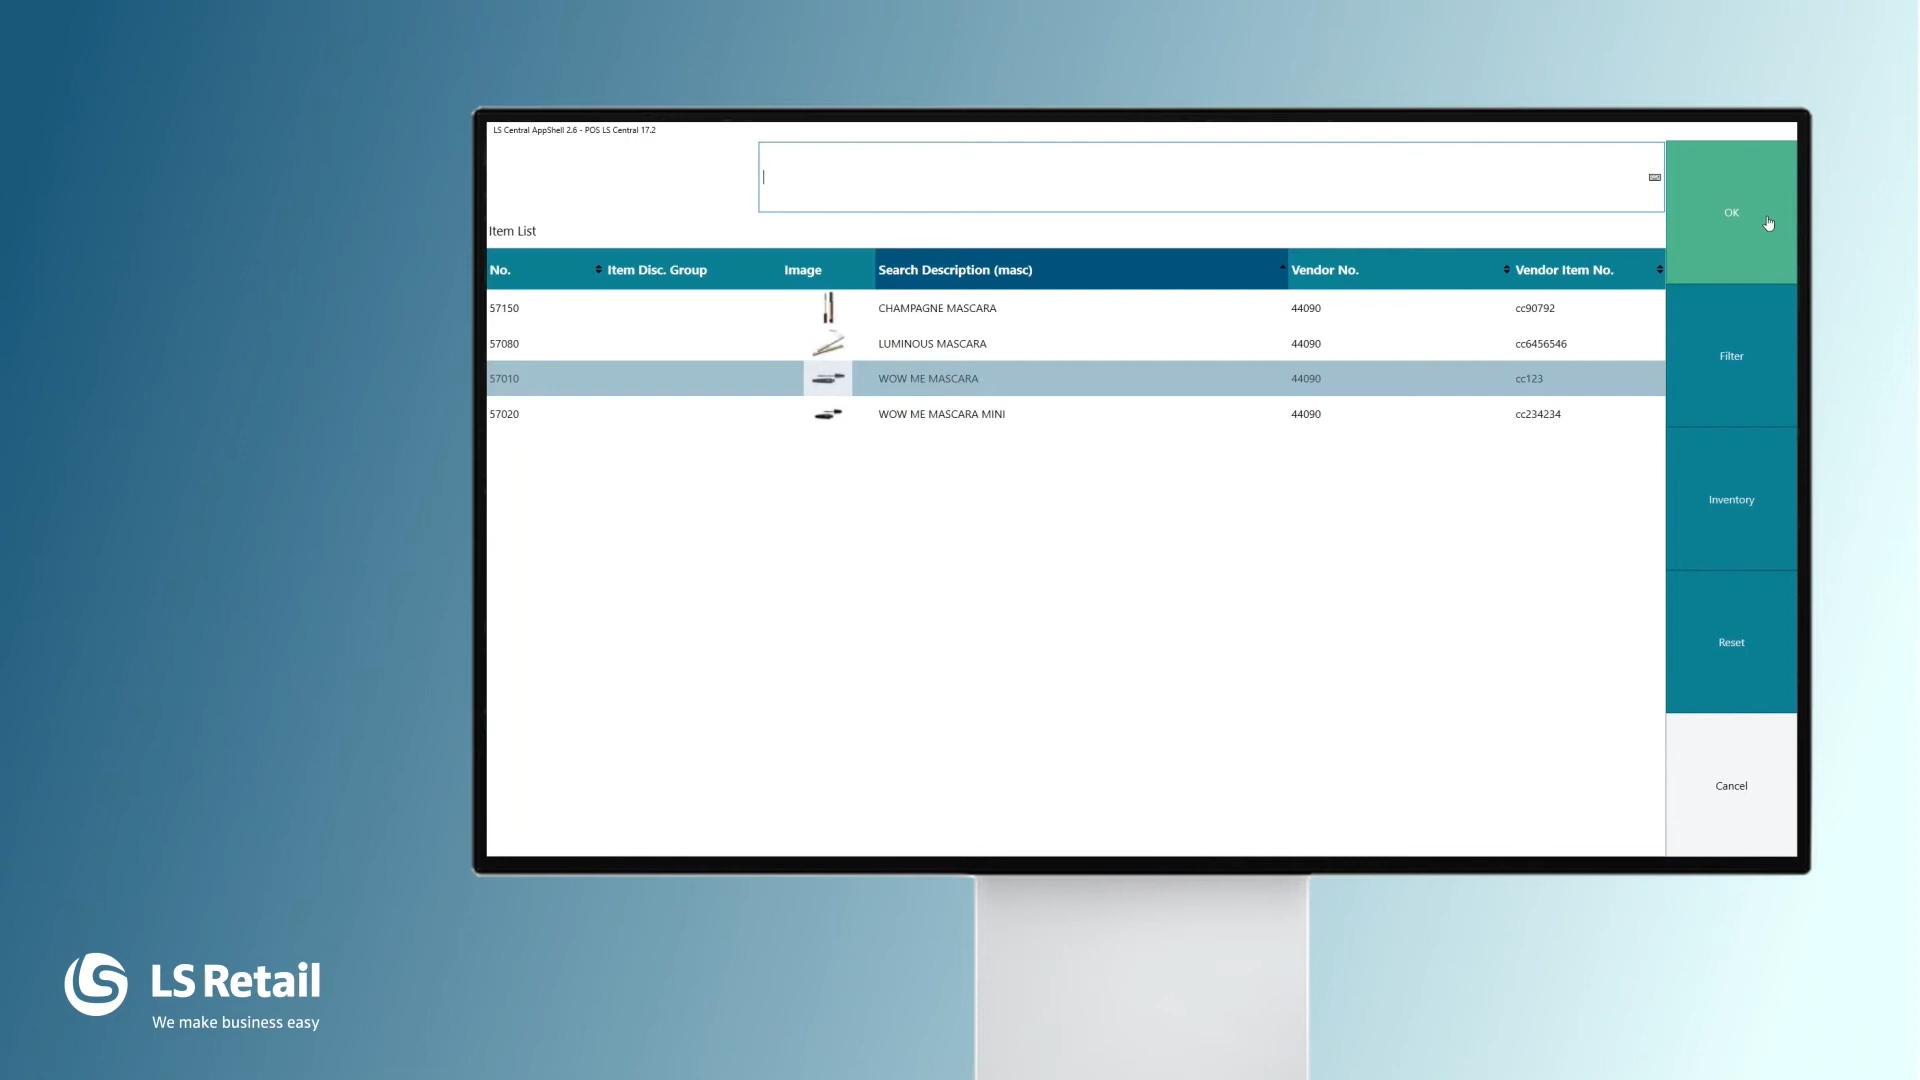 LS Central AppShell 2.6 - POS LS Central 17.2
OK
Item List
No. Item Disc. Group Image Search Description (masc) Vendor No. Vendor Item No.
57150 CHAMPAGNE MASCARA 44090 cc90792
57080 LUMINOUS MASCARA 44090 cc6456546
Filter
57010 WOW ME MASCARA 44090 cc123
57020 WOW ME MASCARA MINI 44090 cc234234
Inventory
Reset
Cancel
LS Retail
We make business easy